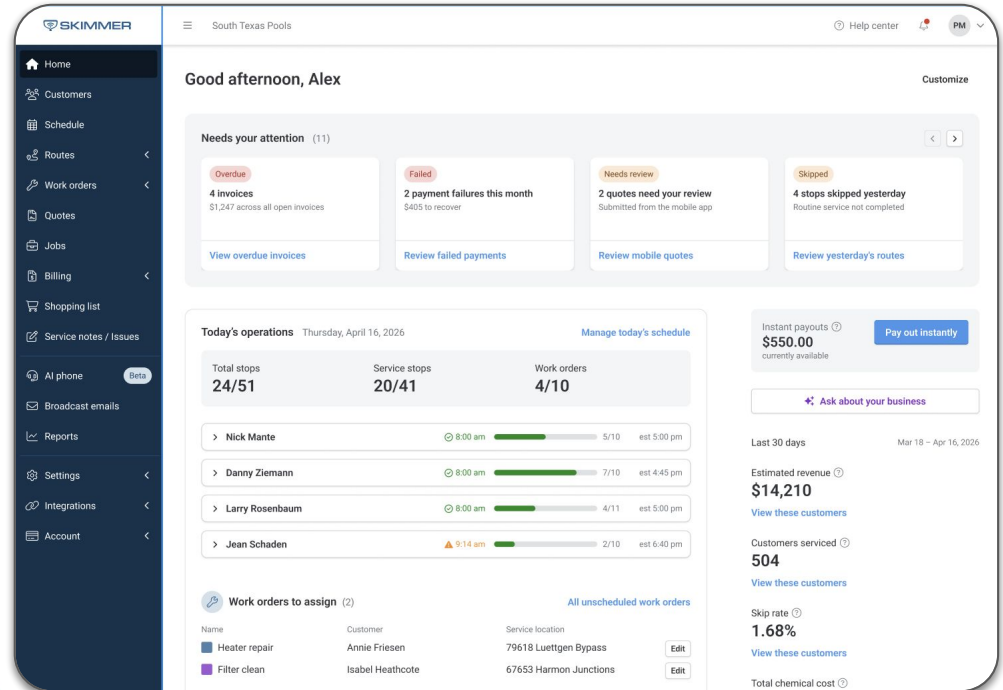 SKIMMER
South Texas Pools
Help center
PM
Home
Customers
Schedule
Routes
Work orders
Quotes
Jobs
Billing
Shopping list
Service notes / Issues
AI phone Beta
Broadcast emails
Reports
Settings
Integrations
Account
Good afternoon, Alex
Customize
Needs your attention (11)
Overdue
4 invoices
$1,247 across all open invoices
View overdue invoices
Failed
2 payment failures this month
$405 to recover
Review failed payments
Needs review
2 quotes need your review
Submitted from the mobile app
Review mobile quotes
Skipped
4 stops skipped yesterday
Routine service not completed
Review yesterday's routes
Today's operations Thursday, April 16, 2026 Manage today's schedule
Total stops
24/51
Service stops
20/41
Work orders
4/10
Nick Mante 8:00 am 5/10 est 5:00 pm
Danny Ziemann 8:00 am 7/10 est 4:45 pm
Larry Rosenbaum 8:00 am 4/11 est 5:00 pm
Jean Schaden 9:14 am 2/10 est 6:40 pm
Work orders to assign (2) All unscheduled work orders
Name Customer Service location
Heater repair Annie Friesen 79618 Luettgen Bypass Edit
Filter clean Isabel Heathcote 67653 Harmon Junctions Edit
Instant payouts
$550.00
currently available
Pay out instantly
Ask about your business
Last 30 days Mar 18 – Apr 16, 2026
Estimated revenue
$14,210
View these customers
Customers serviced
504
View these customers
Skip rate
1.68%
View these customers
Total chemical cost